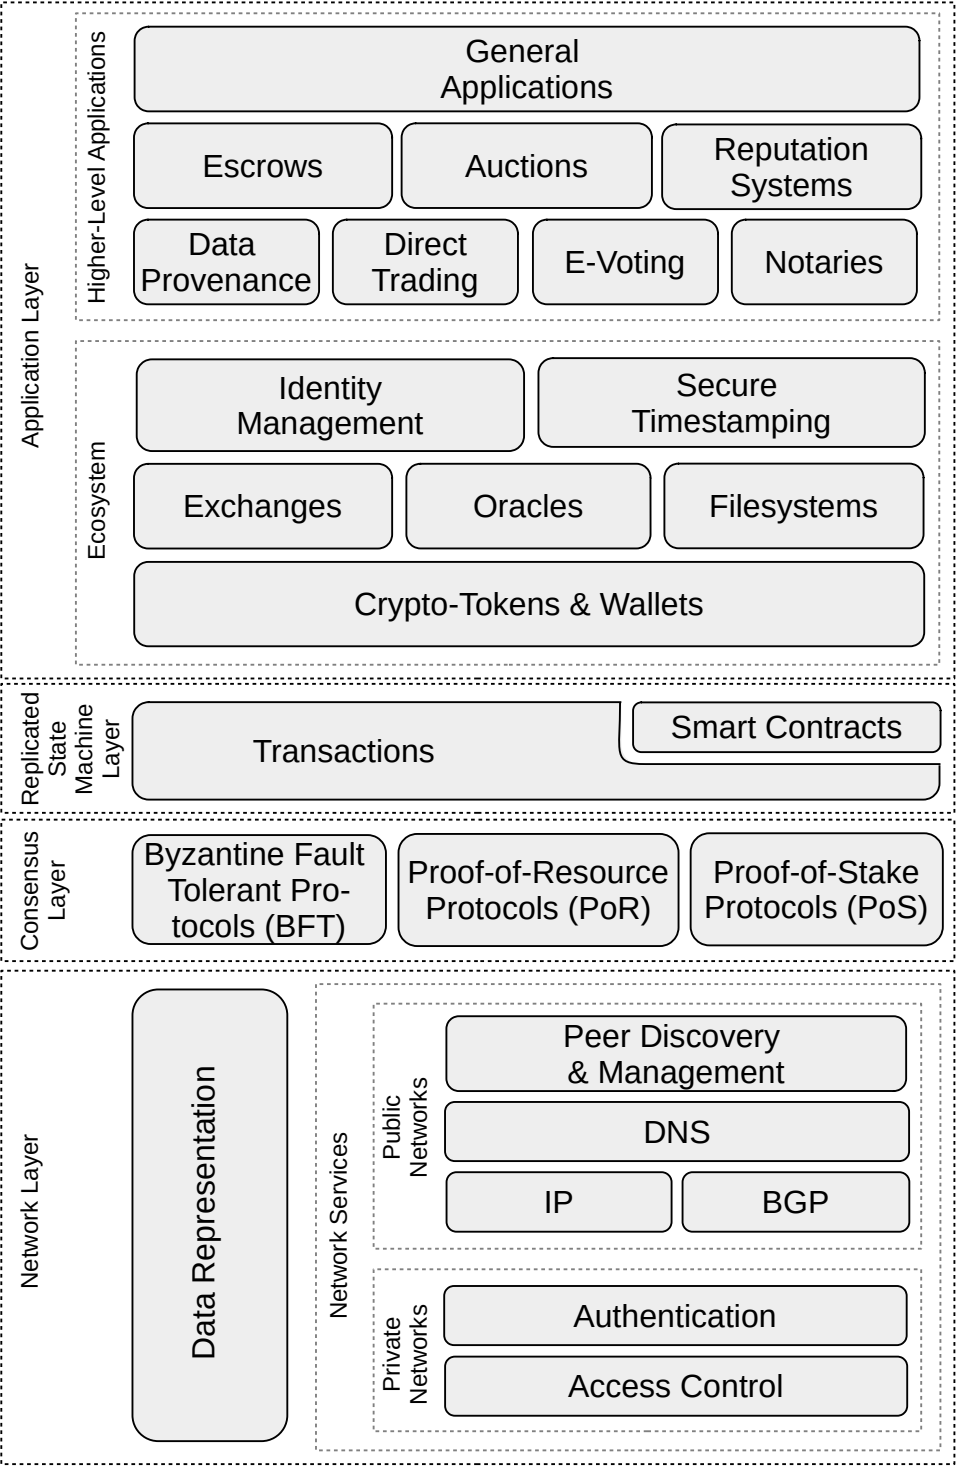 Application Layer
Higher-Level Applications
General
Applications
Escrows
Auctions
Reputation
Systems
Data
Provenance
Direct
Trading
E-Voting
Notaries
Ecosystem
Identity
Management
Secure
Timestamping
Exchanges
Oracles
Filesystems
Crypto-Tokens & Wallets
Replicated
State
Machine
Layer
Transactions
Smart Contracts
Consensus
Layer
Byzantine Fault
Tolerant Pro-
tocols (BFT)
Proof-of-Resource
Protocols (PoR)
Proof-of-Stake
Protocols (PoS)
Network Layer
Data Representation
Network Services
Public
Networks
Peer Discovery
& Management
DNS
IP
BGP
Private
Networks
Authentication
Access Control